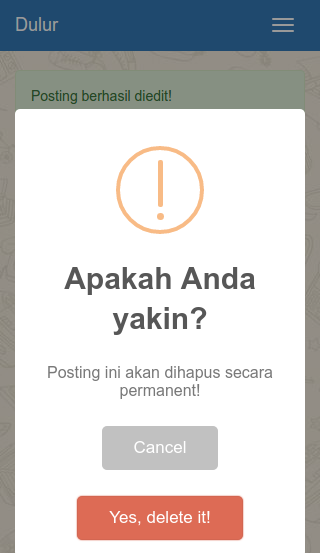 Dulur
Posting berhasil diedit!
Apakah Anda
yakin?
Posting ini akan dihapus secara
permanent!
Cancel
Yes, delete it!